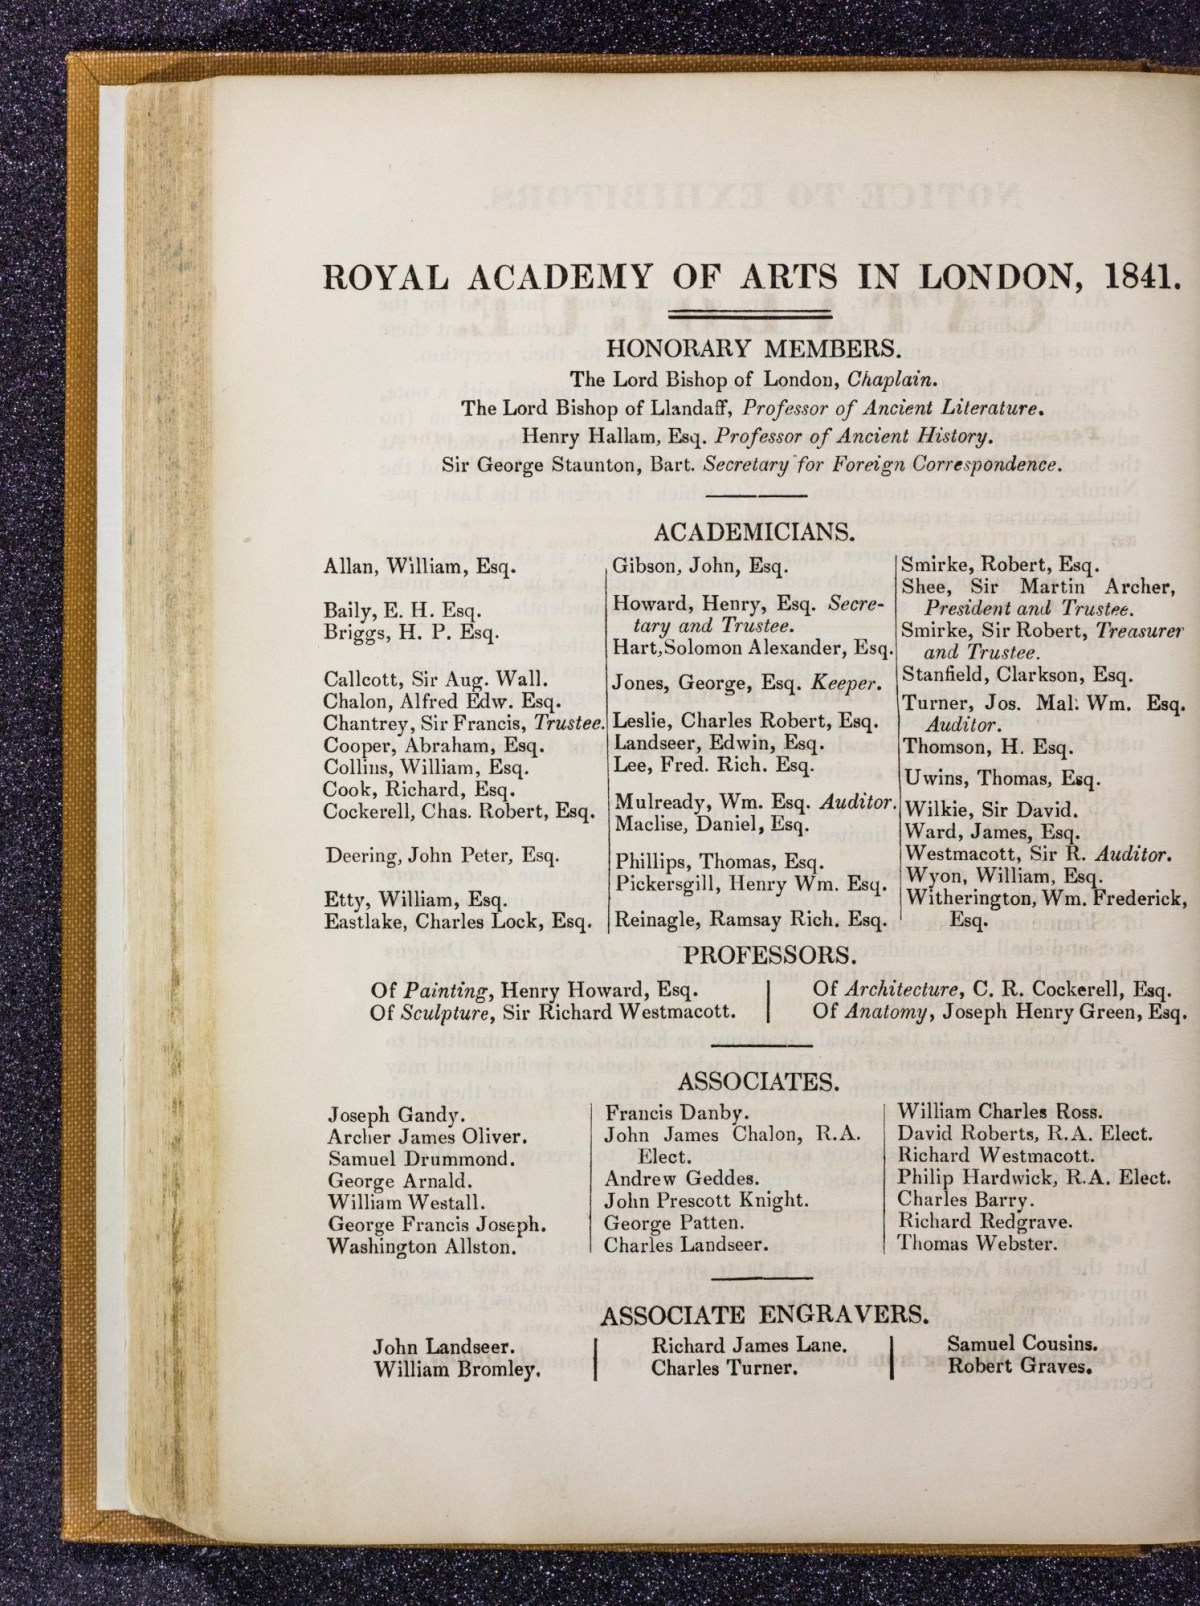 ROYAL ACADEMY OF ARTS IN LONDON, 1841.
HONORARY MEMBERS.
The Lord Bishop of London, Chaplain.
The Lord Bishop of Llandaff, Professor of Ancient Literature.
Henry Hallam, Esq. Professor of Ancient History.
Sir George Staunton, Bart. Secretary for Foreign Correspondence.
ACADEMICIANS.
Allan, William, Esq.
Baily, E. H. Esq.
Briggs, H. P. Esq.
Callcott, Sir Aug. Wall.
Chalon, Alfred Edw. Esq.
Chantrey, Sir Francis, Trustee.
Cooper, Abraham, Esq.
Collins, William, Esq.
Cook, Richard, Esq.
Cockerell, Chas. Robert, Esq.
Deering, John Peter, Esq.
Etty, William, Esq.
Eastlake, Charles Lock, Esq.
Gibson, John, Esq.
Howard, Henry, Esq. Secre-
tary and Trustee.
Hart, Solomon Alexander, Esq.
Jones, George, Esq. Keeper.
Leslie, Charles Robert, Esq.
Landseer, Edwin, Esq.
Lee, Fred. Rich. Esq.
Mulready, Wm. Esq. Auditor.
Maclise, Daniel, Esq.
Phillips, Thomas, Esq.
Pickersgill, Henry Wm. Esq.
Reinagle, Ramsay Rich. Esq.
Smirke, Robert, Esq.
Shee, Sir Martin Archer,
President and Trustee.
Smirke, Sir Robert, Treasurer
and Trustee.
Stanfield, Clarkson, Esq.
Turner, Jos. Mal. Wm. Esq.
Auditor.
Thomson, H. Esq.
Uwins, Thomas, Esq.
Wilkie, Sir David.
Ward, James, Esq.
Westmacott, Sir R. Auditor.
Wyon, William, Esq.
Witherington, Wm. Frederick,
Esq.
PROFESSORS.
Of Painting, Henry Howard, Esq.
Of Sculpture, Sir Richard Westmacott.
Of Architecture, C. R. Cockerell, Esq.
Of Anatomy, Joseph Henry Green, Esq.
ASSOCIATES.
Joseph Gandy.
Archer James Oliver.
Samuel Drummond.
George Arnald.
William Westall.
George Francis Joseph.
Washington Allston.
Francis Danby.
John James Chalon, R.A.
Elect.
Andrew Geddes.
John Prescott Knight.
George Patten.
Charles Landseer.
William Charles Ross.
David Roberts, R.A. Elect.
Richard Westmacott.
Philip Hardwick, R.A. Elect.
Charles Barry.
Richard Redgrave.
Thomas Webster.
ASSOCIATE ENGRAVERS.
John Landseer.
William Bromley.
Richard James Lane.
Charles Turner.
Samuel Cousins.
Robert Graves.